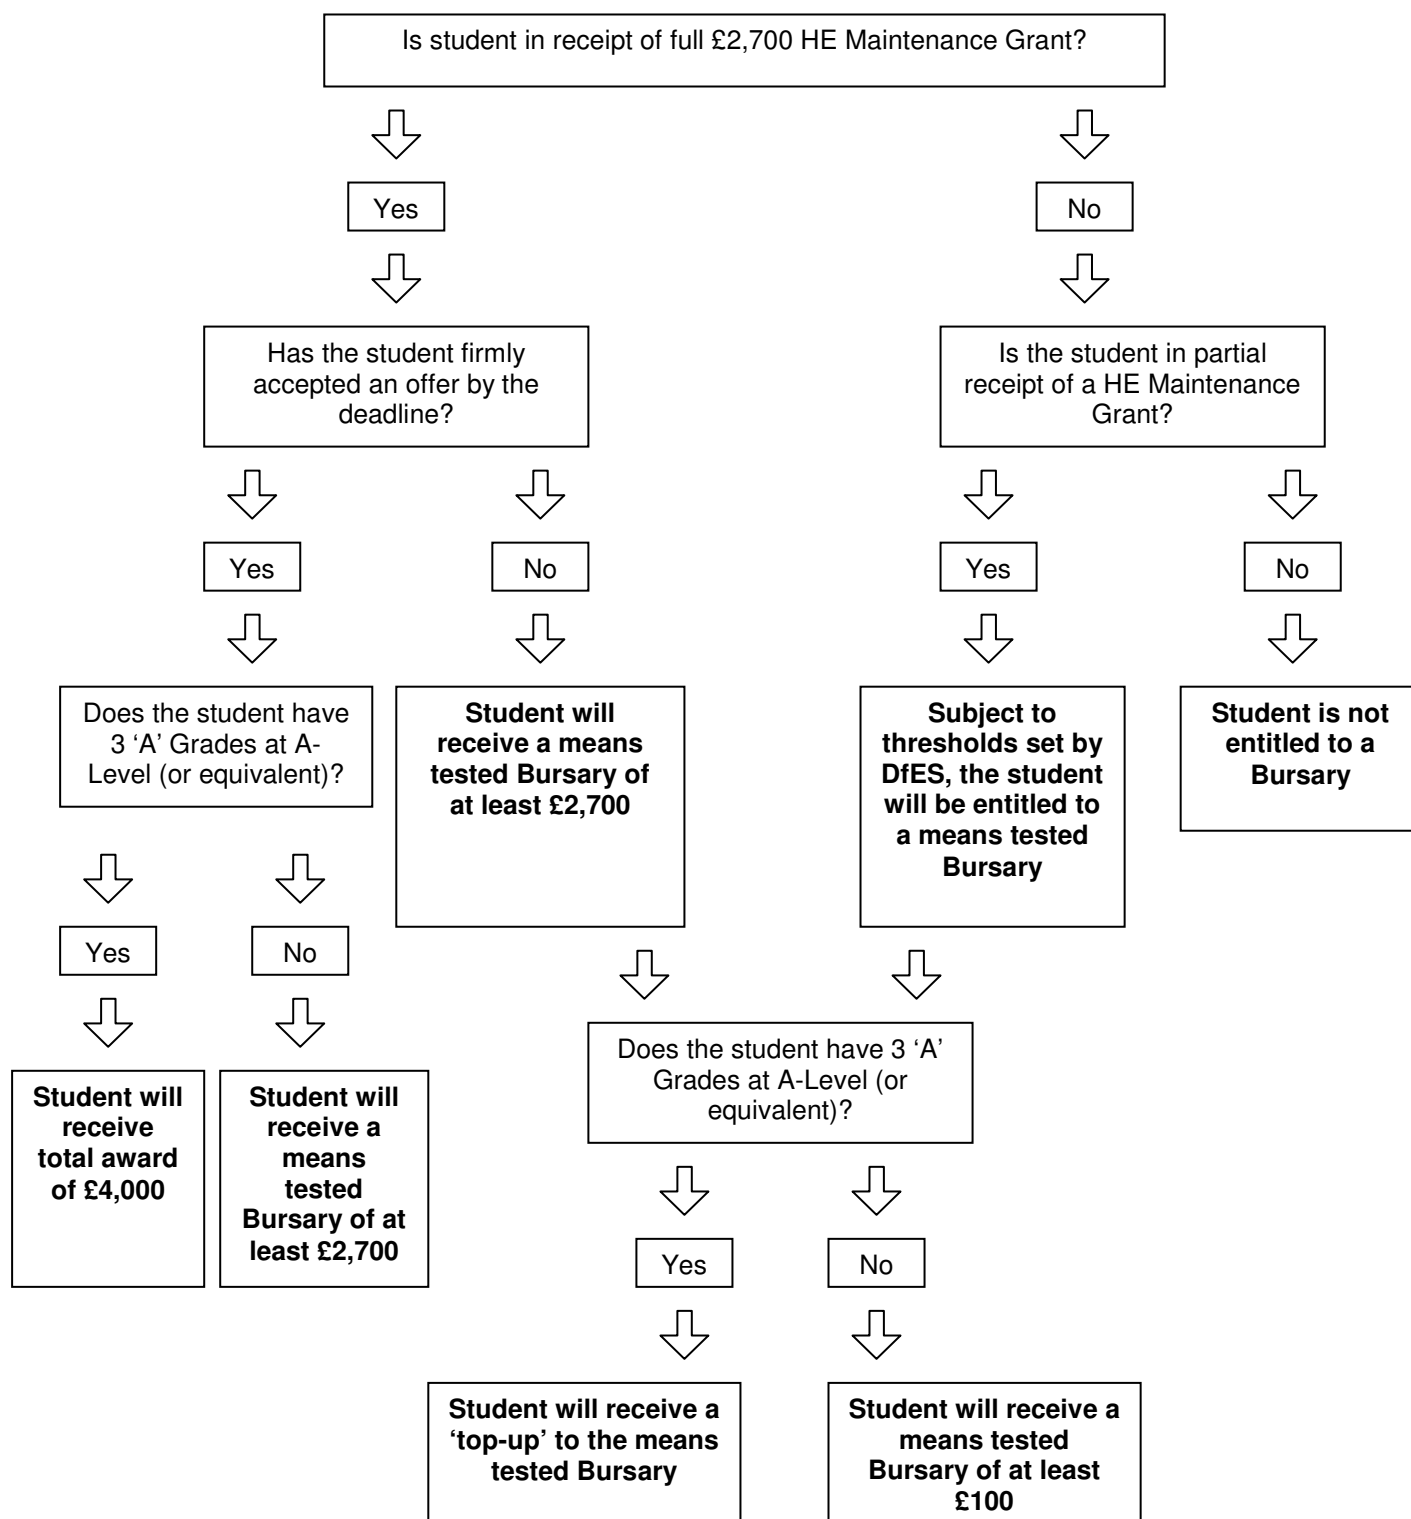 Is student in receipt of full £2,700 HE Maintenance Grant?
Yes
No
Has the student firmly
accepted an offer by the
deadline?
Is the student in partial
receipt of a HE Maintenance
Grant?
Yes
No
Yes
No
Does the student have
3 ‘A’ Grades at A-
Level (or equivalent)?
Student will
receive a means
tested Bursary of
at least £2,700
Subject to
thresholds set by
DfES, the student
will be entitled to
a means tested
Bursary
Student is not
entitled to a
Bursary
Yes
No
Student will
receive
total award
of £4,000
Student will
receive a
means
tested
Bursary of at
least £2,700
Does the student have 3 ‘A’
Grades at A-Level (or
equivalent)?
Yes
No
Student will receive a
‘top-up’ to the means
tested Bursary
Student will receive a
means tested
Bursary of at least
£100